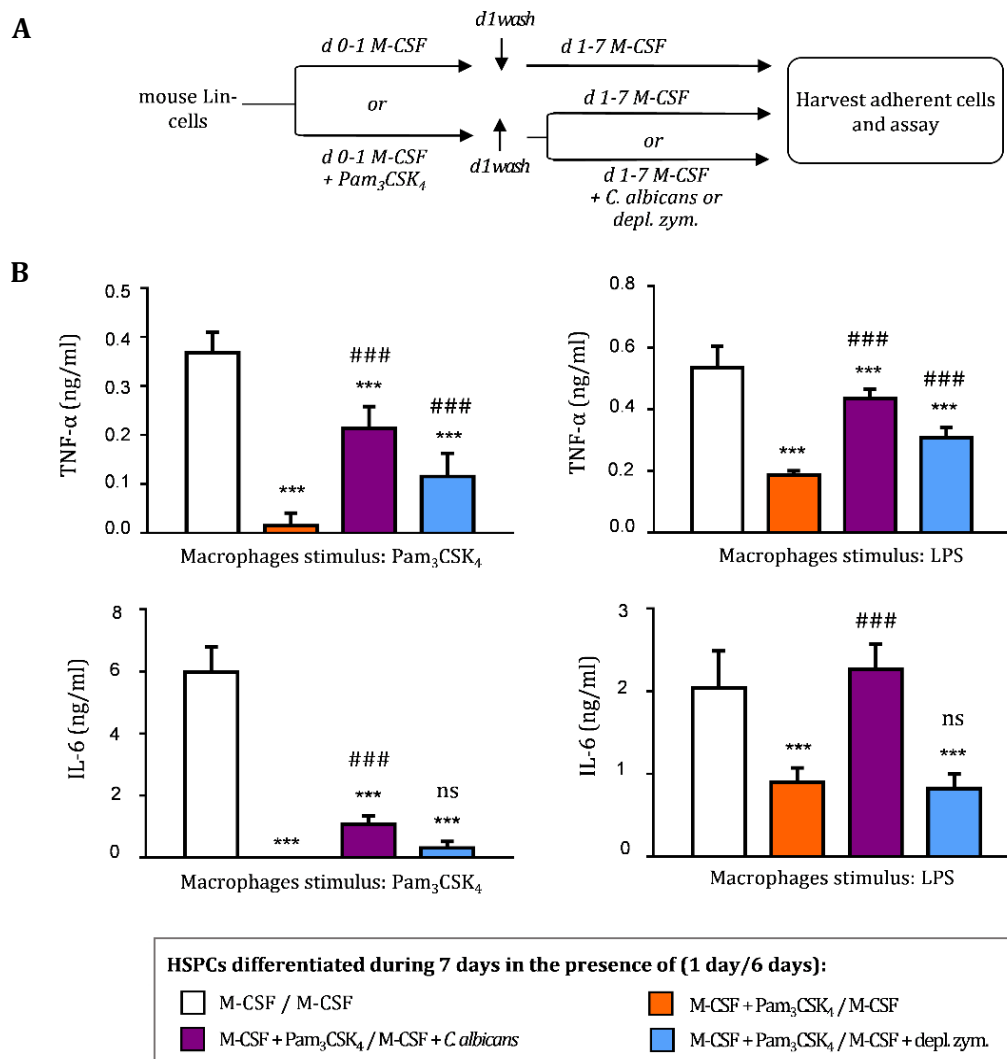 A
d1wash
d 0-1 M-CSF
d 1-7 M-CSF
mouse Lin-
cells
or
d 1-7 M-CSF
Harvest adherent cells
and assay
d 0-1 M-CSF
+ Pam₃CSK₄
d1wash
or
d 1-7 M-CSF
+ C. albicans or
depl. zym.
B
TNF-α (ng/ml)
0.5
0.4
0.3
0.2
0.1
0.0
***
###
***
###
***
Macrophages stimulus: Pam₃CSK₄
TNF-α (ng/ml)
0.8
0.6
0.4
0.2
0.0
***
###
***
###
***
Macrophages stimulus: LPS
IL-6 (ng/ml)
8
6
4
2
0
***
###
***
ns
***
Macrophages stimulus: Pam₃CSK₄
IL-6 (ng/ml)
3
2
1
0
***
###
ns
***
Macrophages stimulus: LPS
HSPCs differentiated during 7 days in the presence of (1 day/6 days):
M-CSF / M-CSF
M-CSF + Pam₃CSK₄ / M-CSF
M-CSF + Pam₃CSK₄ / M-CSF + C. albicans
M-CSF + Pam₃CSK₄ / M-CSF + depl. zym.